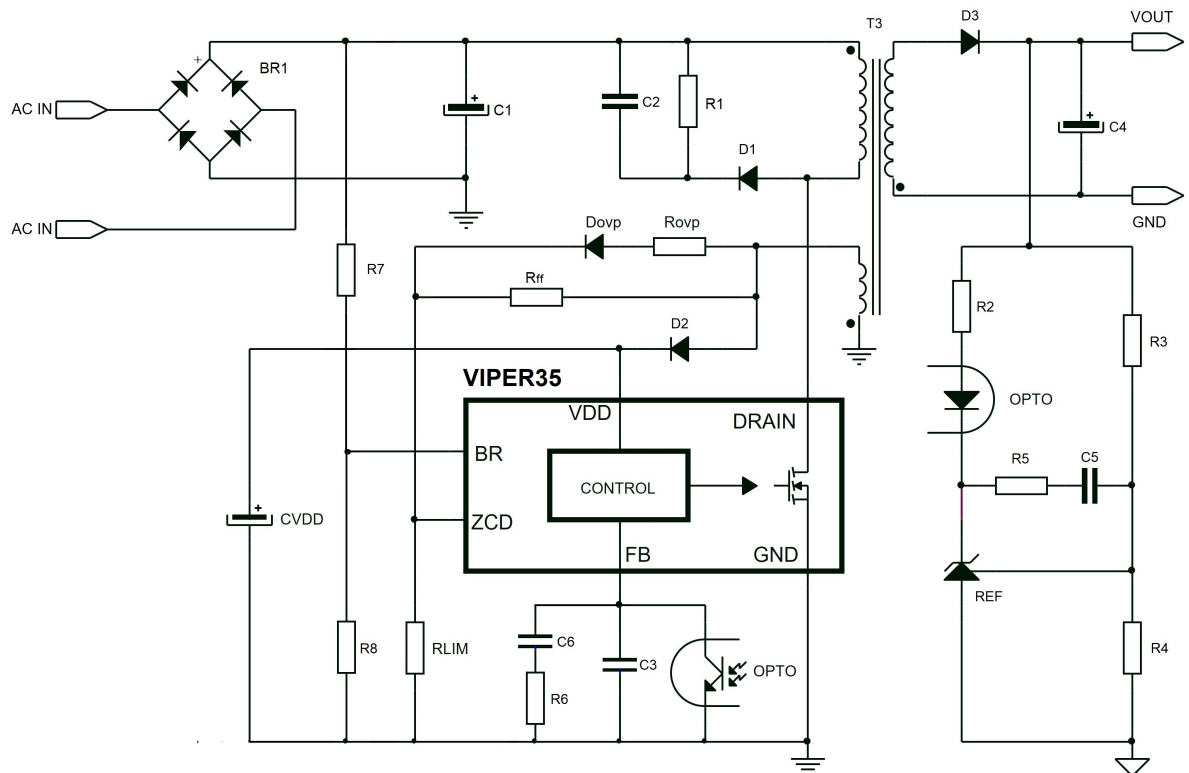 T3
D3
VOUT
+
BR1
AC IN
+
C1
C2
R1
+
C4
D1
AC IN
GND
Dovp
Rovp
R7
Rff
R2
D2
R3
VIPER35
OPTO
VDD
DRAIN
BR
R5
C5
CONTROL
+
CVDD
ZCD
FB
GND
REF
R8
RLIM
C6
C3
OPTO
R4
R6